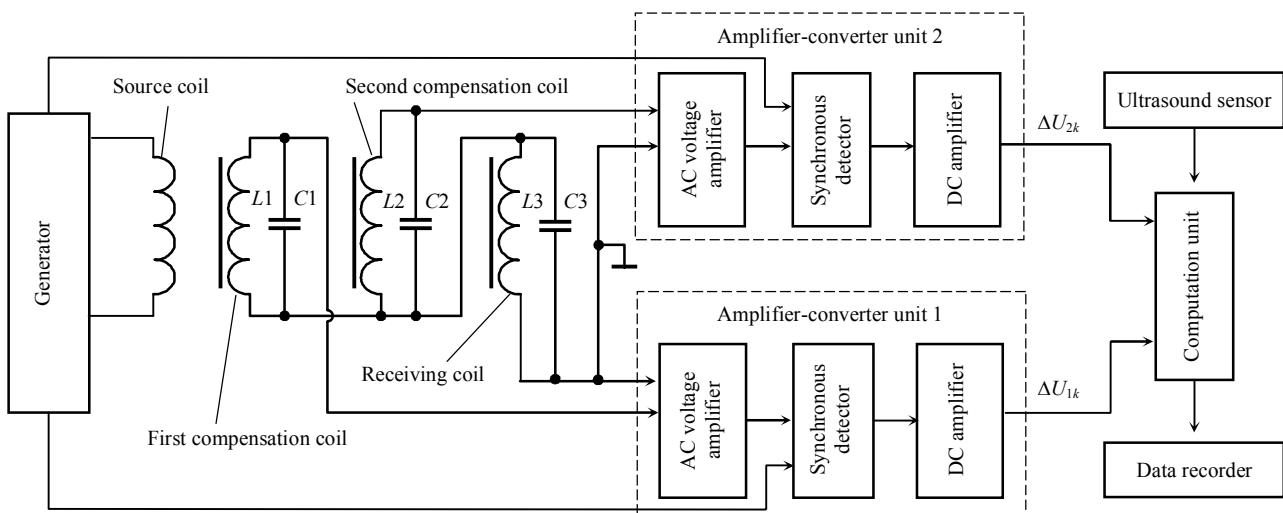 Amplifier-converter unit 2
Source coil
Second compensation coil
Generator
L1
C1
L2
C2
L3
C3
AC voltage
amplifier
Synchronous
detector
DC amplifier
ΔU2k
Ultrasound sensor
Computation unit
Amplifier-converter unit 1
Receiving coil
First compensation coil
AC voltage
amplifier
Synchronous
detector
DC amplifier
ΔU1k
Data recorder